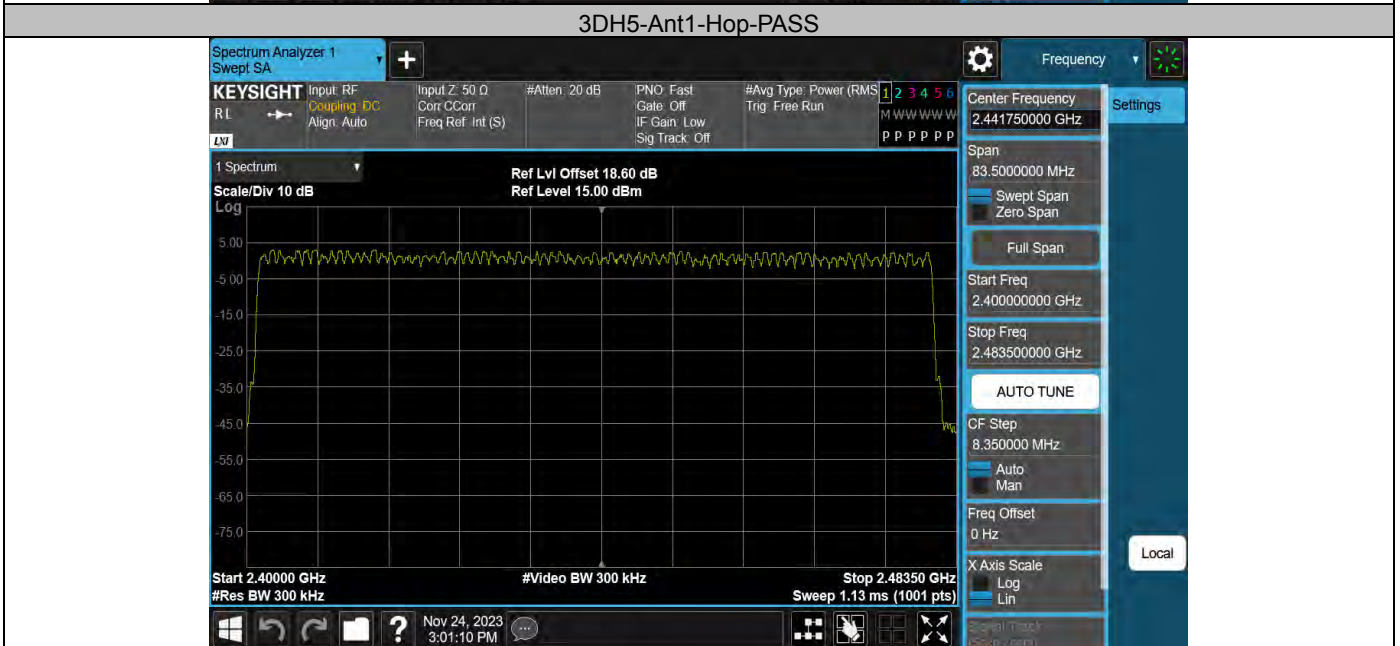 3DH5-Ant1-Hop-PASS
Spectrum Analyzer 1
Swept SA
Frequency
KEYSIGHT
R L
LXI
Input: RF
Coupling: DC
Align: Auto
Input Z: 50 Ω
Corr CCorr
Freq Ref: Int (S)
#Atten: 20 dB
PNO: Fast
Gate: Off
IF Gain: Low
Sig Track: Off
#Avg Type: Power (RMS
Trig: Free Run
1 2 3 4 5 6
M W W W W W
P P P P P P
1 Spectrum
Scale/Div 10 dB
Log
Ref Lvl Offset 18.60 dB
Ref Level 15.00 dBm
5.00
-5.00
-15.0
-25.0
-35.0
-45.0
-55.0
-65.0
-75.0
Start 2.40000 GHz
#Res BW 300 kHz
#Video BW 300 kHz
Stop 2.48350 GHz
Sweep 1.13 ms (1001 pts)
Center Frequency
2.441750000 GHz
Settings
Span
83.5000000 MHz
Swept Span
Zero Span
Full Span
Start Freq
2.400000000 GHz
Stop Freq
2.483500000 GHz
AUTO TUNE
CF Step
8.350000 MHz
Auto
Man
Freq Offset
0 Hz
X Axis Scale
Log
Lin
Local
Signal Track
?
Nov 24, 2023
3:01:10 PM